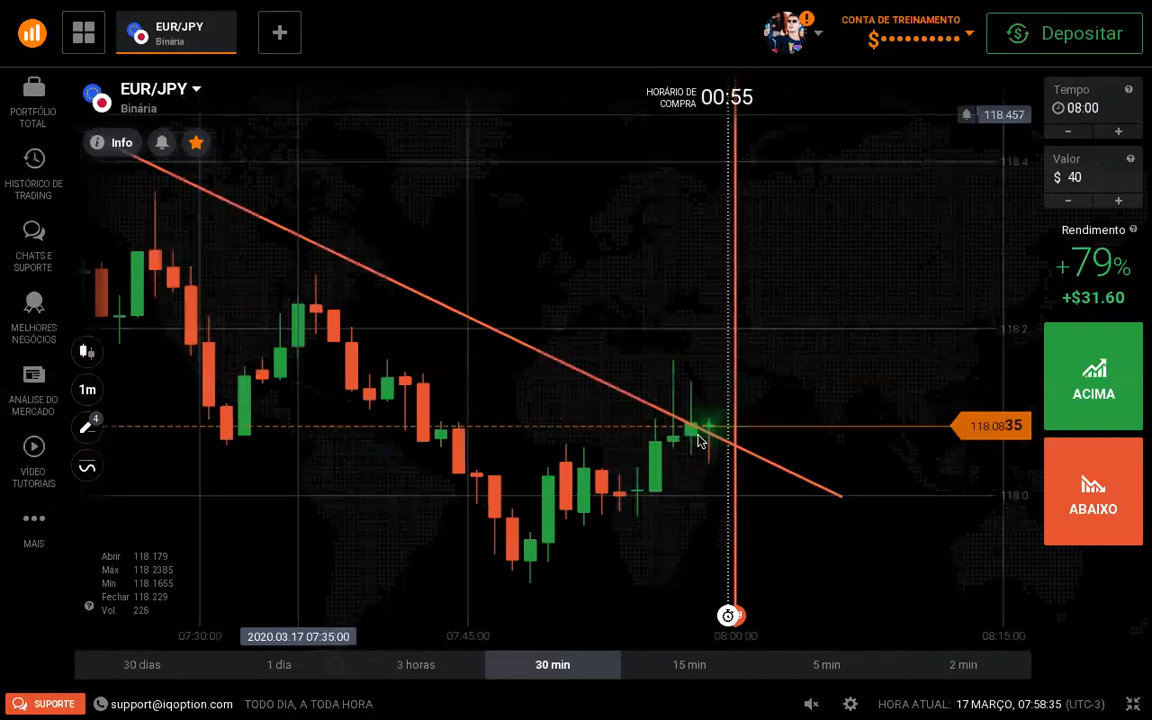 EUR/JPY
Binária
CONTA DE TREINAMENTO
$••••••••••
Depositar
PORTFÓLIO
TOTAL
HISTÓRICO DE
TRADING
CHATS E
SUPORTE
MELHORES
NEGÓCIOS
ANÁLISE DO
MERCADO
VÍDEO
TUTORIAIS
MAIS
EUR/JPY
Binária
Info
1m
4
HORÁRIO DE
COMPRA
00:55
118.457
118.4
118.2
118.0835
118.0
Abrir 118.179
Máx 118.2385
Mín 118.1655
Fechar 118.229
Vol. 226
07:30:00
2020.03.17 07:35:00
07:45:00
08:00:00
08:15:00
30 dias
1 dia
3 horas
30 min
15 min
5 min
2 min
Tempo
08:00
- +
Valor
$ 40
- +
Rendimento
+79%
+$31.60
ACIMA
ABAIXO
SUPORTE
support@iqoption.com
TODO DIA, A TODA HORA
HORA ATUAL: 17 MARÇO, 07:58:35 (UTC-3)